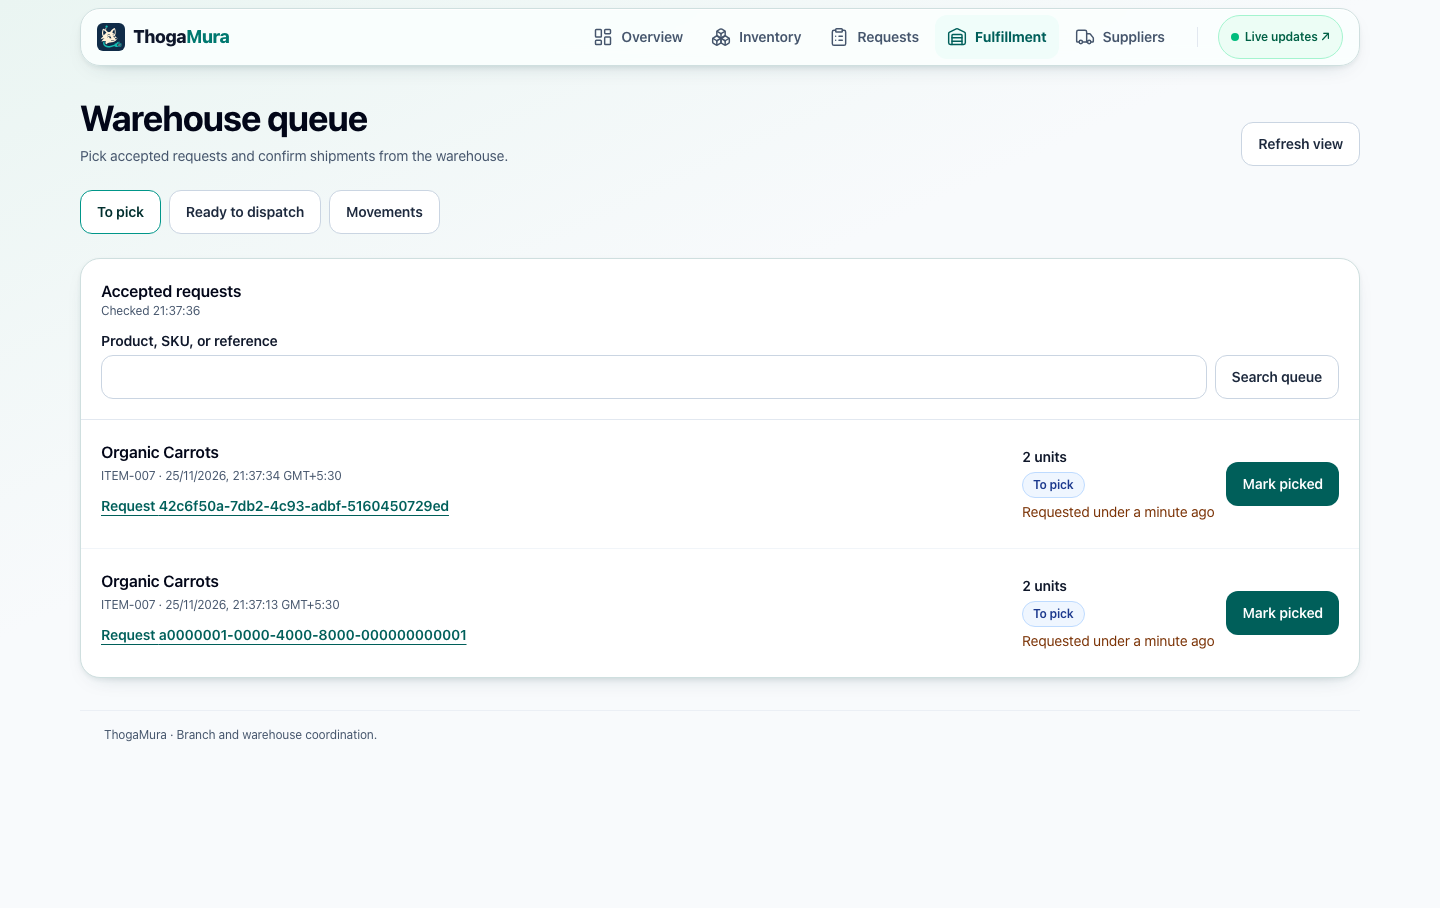 ThogaMura
Overview
Inventory
Requests
Fulfillment
Suppliers
Live updates ↗
Warehouse queue
Pick accepted requests and confirm shipments from the warehouse.
Refresh view
To pick
Ready to dispatch
Movements
Accepted requests
Checked 21:37:36
Product, SKU, or reference
Search queue
Organic Carrots
ITEM-007 · 25/11/2026, 21:37:34 GMT+5:30
Request 42c6f50a-7db2-4c93-adbf-5160450729ed
2 units
To pick
Requested under a minute ago
Mark picked
Organic Carrots
ITEM-007 · 25/11/2026, 21:37:13 GMT+5:30
Request a0000001-0000-4000-8000-000000000001
2 units
To pick
Requested under a minute ago
Mark picked
ThogaMura · Branch and warehouse coordination.